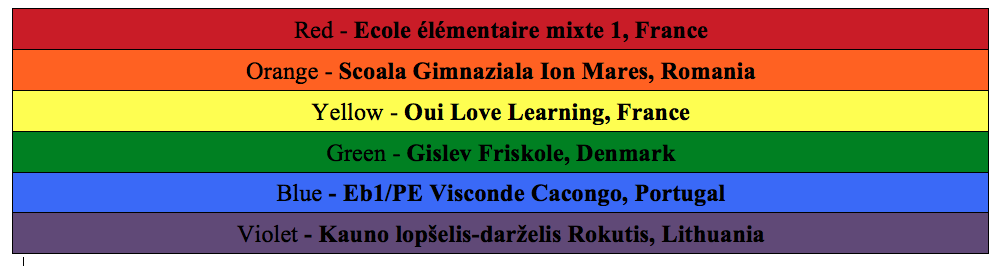 Red - Ecole élémentaire mixte 1, France
Orange - Scoala Gimnaziala Ion Mares, Romania
Yellow - Oui Love Learning, France
Green - Gislev Friskole, Denmark
Blue - Eb1/PE Visconde Cacongo, Portugal
Violet - Kauno lopšelis-darželis Rokutis, Lithuania